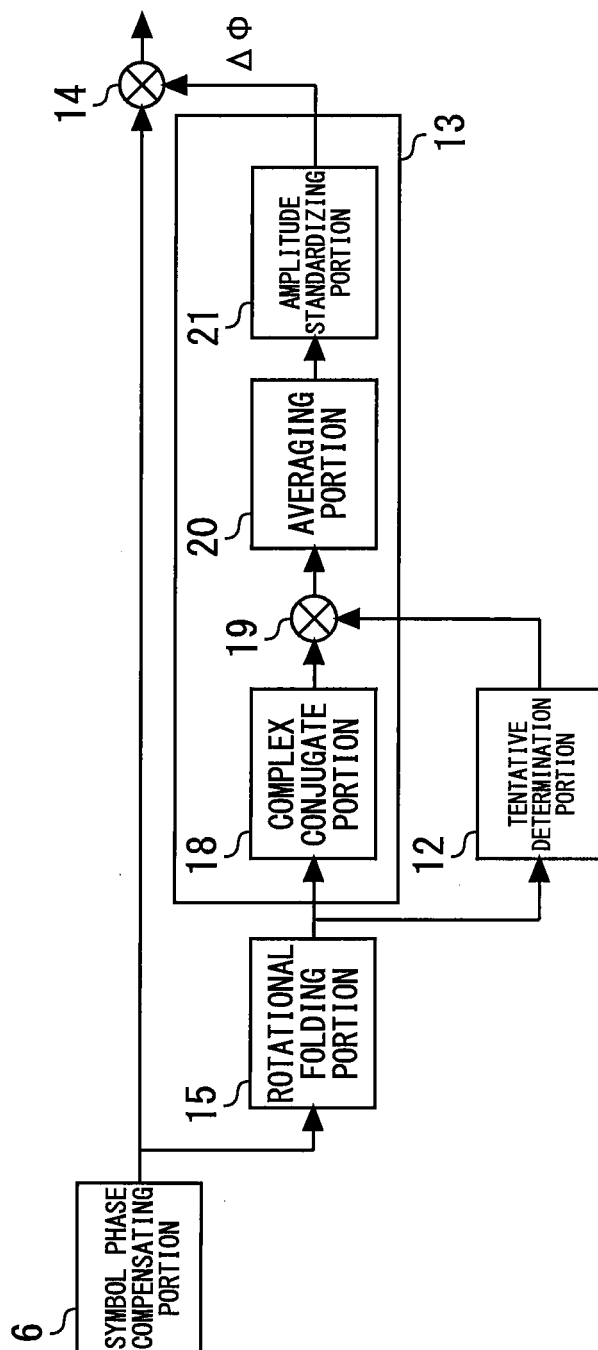 6
SYMBOL PHASE
COMPENSATING
PORTION
15
ROTATIONAL
FOLDING
PORTION
18
COMPLEX
CONJUGATE
PORTION
12
TENTATIVE
DETERMINATION
PORTION
19
20
AVERAGING
PORTION
21
AMPLITUDE
STANDARDIZING
PORTION
13
14
ΔΦ